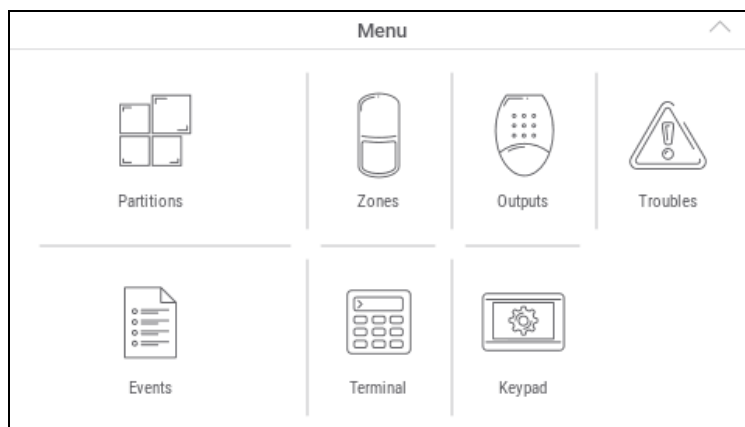 Menu
Partitions
Zones
Outputs
Troubles
Events
Terminal
Keypad